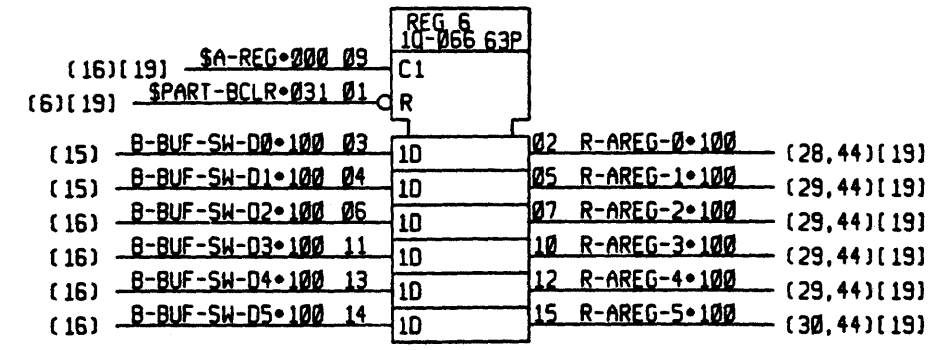 REG 6
1Q-066 63P
(16)[19] $A-REG•000 09 C1
(6)[19] $PART-BCLR•031 01 R
(15) B-BUF-SW-D0•100 03 1D 02 R-AREG-0•100 (28,44)[19]
(15) B-BUF-SW-D1•100 04 1D 05 R-AREG-1•100 (29,44)[19]
(16) B-BUF-SW-D2•100 06 1D 07 R-AREG-2•100 (29,44)[19]
(16) B-BUF-SW-D3•100 11 1D 10 R-AREG-3•100 (29,44)[19]
(16) B-BUF-SW-D4•100 13 1D 12 R-AREG-4•100 (29,44)[19]
(16) B-BUF-SW-D5•100 14 1D 15 R-AREG-5•100 (30,44)[19]